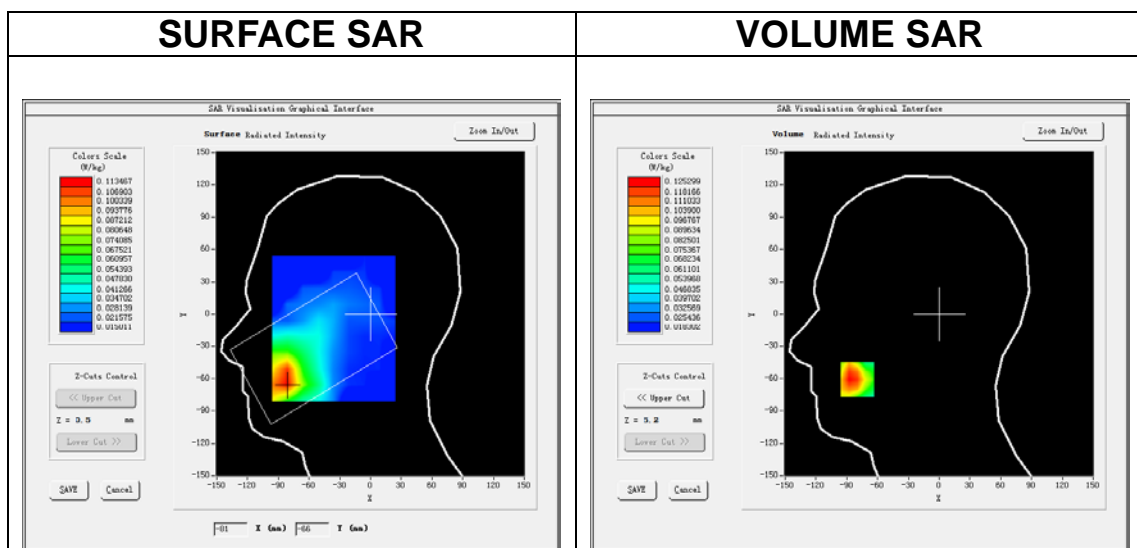 SURFACE SAR
VOLUME SAR
SAR Visualisation Graphical Interface
Surface Radiated Intensity
Zoom In/Out
Colors Scale
(W/kg)
0.113467
0.106903
0.100339
0.093776
0.087212
0.080648
0.074085
0.067521
0.060957
0.054393
0.047830
0.041266
0.034702
0.028139
0.021575
0.015011
150
120
90
60
30
0
-30
-60
-90
-120
-150
Y
-150 -120 -90 -60 -30 0 30 60 90 120 150
X
Z-Cuts Control
<< Upper Cut
Z = 3.5 mm
Lower Cut >>
SAVE Cancel
-81 X (mm) -66 Y (mm)
SAR Visualisation Graphical Interface
Volume Radiated Intensity
Zoom In/Out
Colors Scale
(W/kg)
0.125299
0.118166
0.111033
0.103900
0.096767
0.089634
0.082501
0.075367
0.068234
0.061101
0.053968
0.046835
0.039702
0.032569
0.025436
0.018302
150
120
90
60
30
0
-30
-60
-90
-120
-150
Y
-150 -120 -90 -60 -30 0 30 60 90 120 150
X
Z-Cuts Control
<< Upper Cut
Z = 3.2 mm
Lower Cut >>
SAVE Cancel